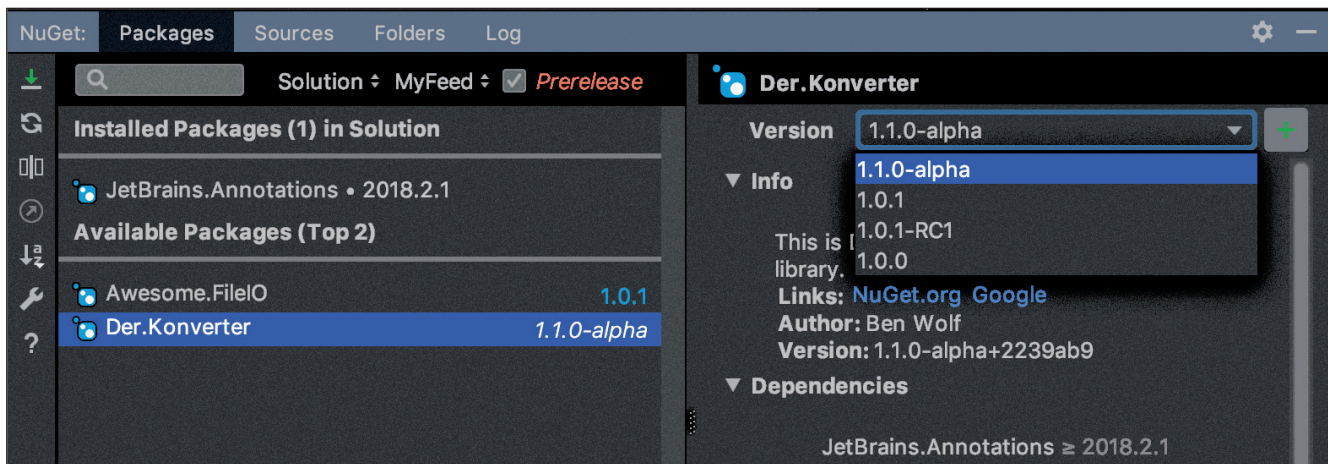 NuGet: Packages Sources Folders Log
Solution MyFeed Prerelease
Installed Packages (1) in Solution
JetBrains.Annotations • 2018.2.1
Available Packages (Top 2)
Awesome.FileIO 1.0.1
Der.Konverter 1.1.0-alpha
?
Der.Konverter
Version 1.1.0-alpha
1.1.0-alpha
1.0.1
1.0.1-RC1
1.0.0
Info
This is
library.
Links: NuGet.org Google
Author: Ben Wolf
Version: 1.1.0-alpha+2239ab9
Dependencies
JetBrains.Annotations ≥ 2018.2.1